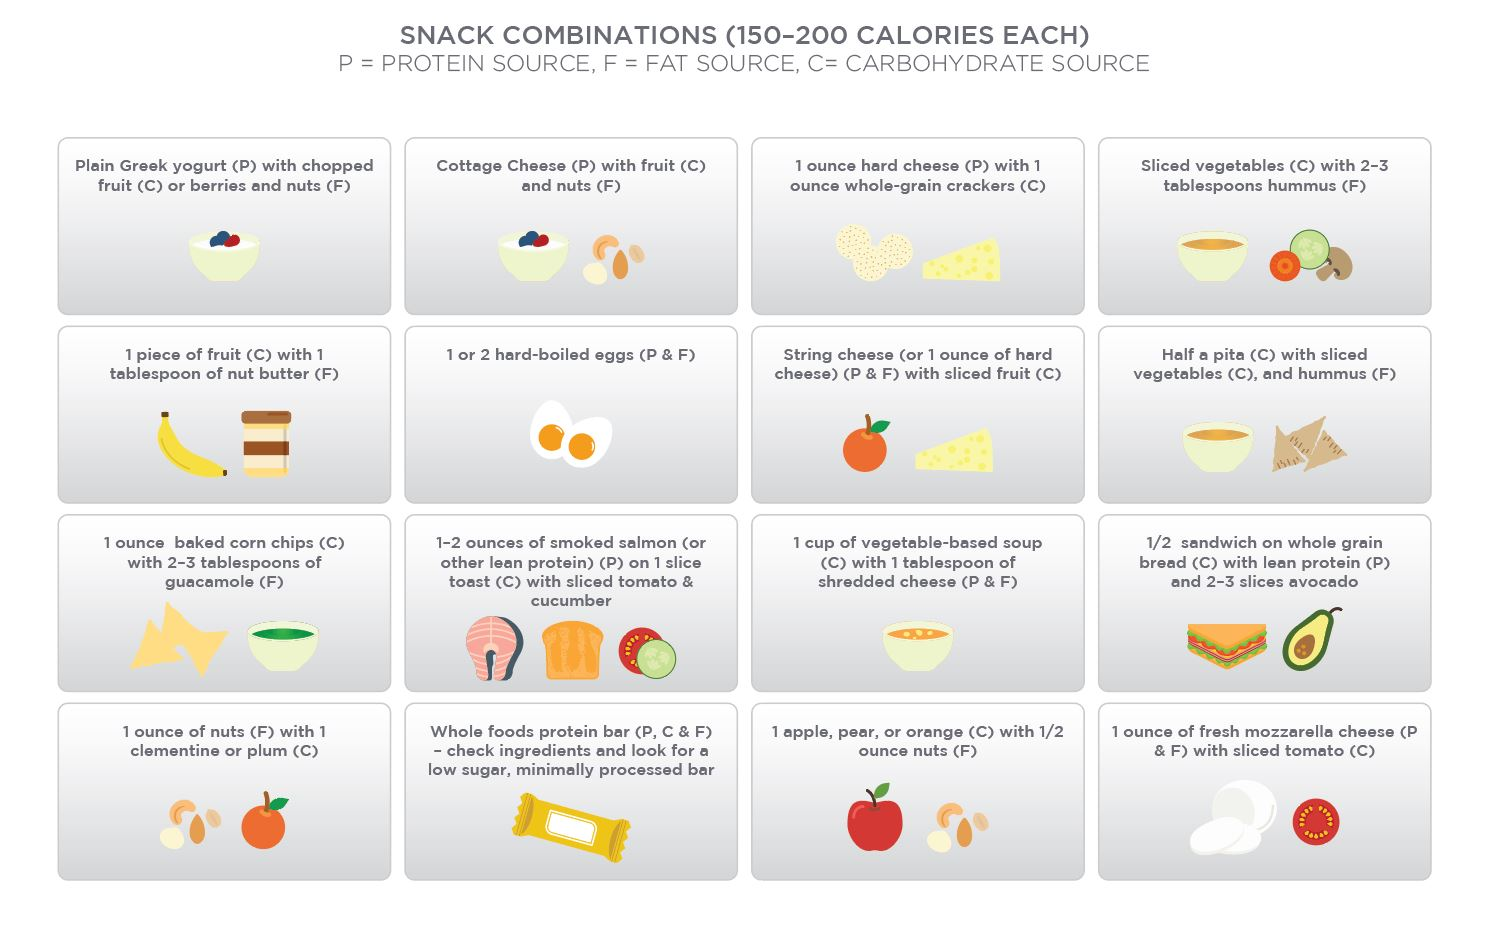 SNACK COMBINATIONS (150–200 CALORIES EACH)
P = PROTEIN SOURCE, F = FAT SOURCE, C= CARBOHYDRATE SOURCE
Plain Greek yogurt (P) with chopped
fruit (C) or berries and nuts (F)
Cottage Cheese (P) with fruit (C)
and nuts (F)
1 ounce hard cheese (P) with 1
ounce whole-grain crackers (C)
Sliced vegetables (C) with 2–3
tablespoons hummus (F)
1 piece of fruit (C) with 1
tablespoon of nut butter (F)
1 or 2 hard-boiled eggs (P & F)
String cheese (or 1 ounce of hard
cheese) (P & F) with sliced fruit (C)
Half a pita (C) with sliced
vegetables (C), and hummus (F)
1 ounce  baked corn chips (C)
with 2–3 tablespoons of
guacamole (F)
1–2 ounces of smoked salmon (or
other lean protein) (P) on 1 slice
toast (C) with sliced tomato &
cucumber
1 cup of vegetable-based soup
(C) with 1 tablespoon of
shredded cheese (P & F)
1/2  sandwich on whole grain
bread (C) with lean protein (P)
and 2–3 slices avocado
1 ounce of nuts (F) with 1
clementine or plum (C)
Whole foods protein bar (P, C & F)
– check ingredients and look for a
low sugar, minimally processed bar
1 apple, pear, or orange (C) with 1/2
ounce nuts (F)
1 ounce of fresh mozzarella cheese (P
& F) with sliced tomato (C)